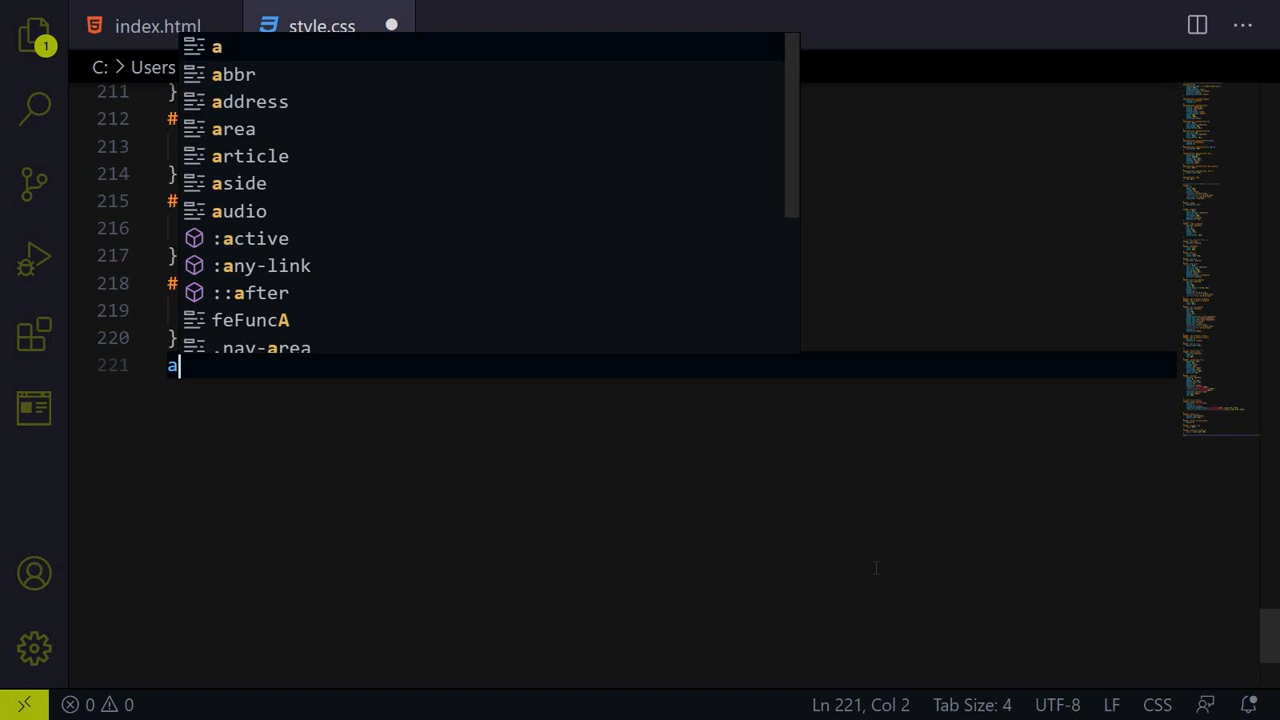 index.html
style.css
1
C: > Users
a
abbr
address
area
article
aside
audio
:active
:any-link
::after
feFuncA
.nav-area
211 }
212 #
213
214 }
215 #
216
217 }
218 #
219
220 }
221 a
0 0
Ln 221, Col 2 Tab Size: 4 UTF-8 LF CSS